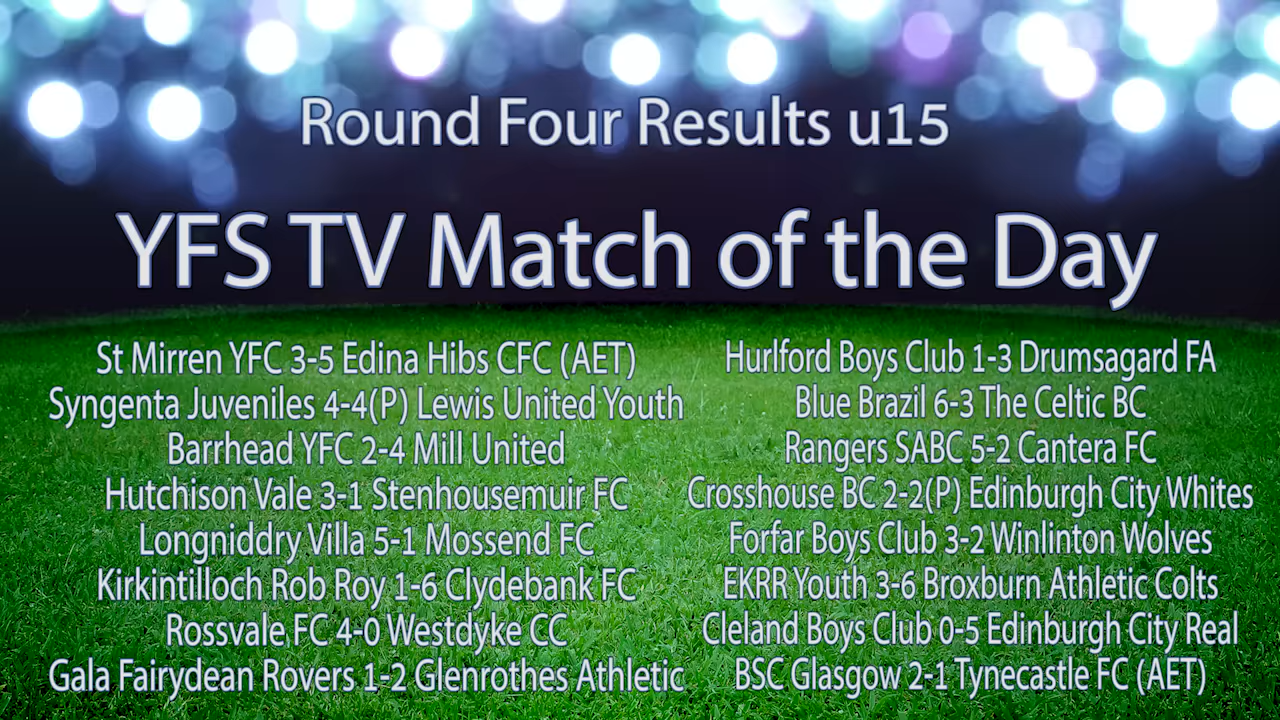 Round Four Results u15
YFS TV Match of the Day
St Mirren YFC 3-5 Edina Hibs CFC (AET)
Syngenta Juveniles 4-4(P) Lewis United Youth
Barrhead YFC 2-4 Mill United
Hutchison Vale 3-1 Stenhousemuir FC
Longniddry Villa 5-1 Mossend FC
Kirkintilloch Rob Roy 1-6 Clydebank FC
Rossvale FC 4-0 Westdyke CC
Gala Fairydean Rovers 1-2 Glenrothes Athletic
Hurlford Boys Club 1-3 Drumsagard FA
Blue Brazil 6-3 The Celtic BC
Rangers SABC 5-2 Cantera FC
Crosshouse BC 2-2(P) Edinburgh City Whites
Forfar Boys Club 3-2 Winlinton Wolves
EKRR Youth 3-6 Broxburn Athletic Colts
Cleland Boys Club 0-5 Edinburgh City Real
BSC Glasgow 2-1 Tynecastle FC (AET)